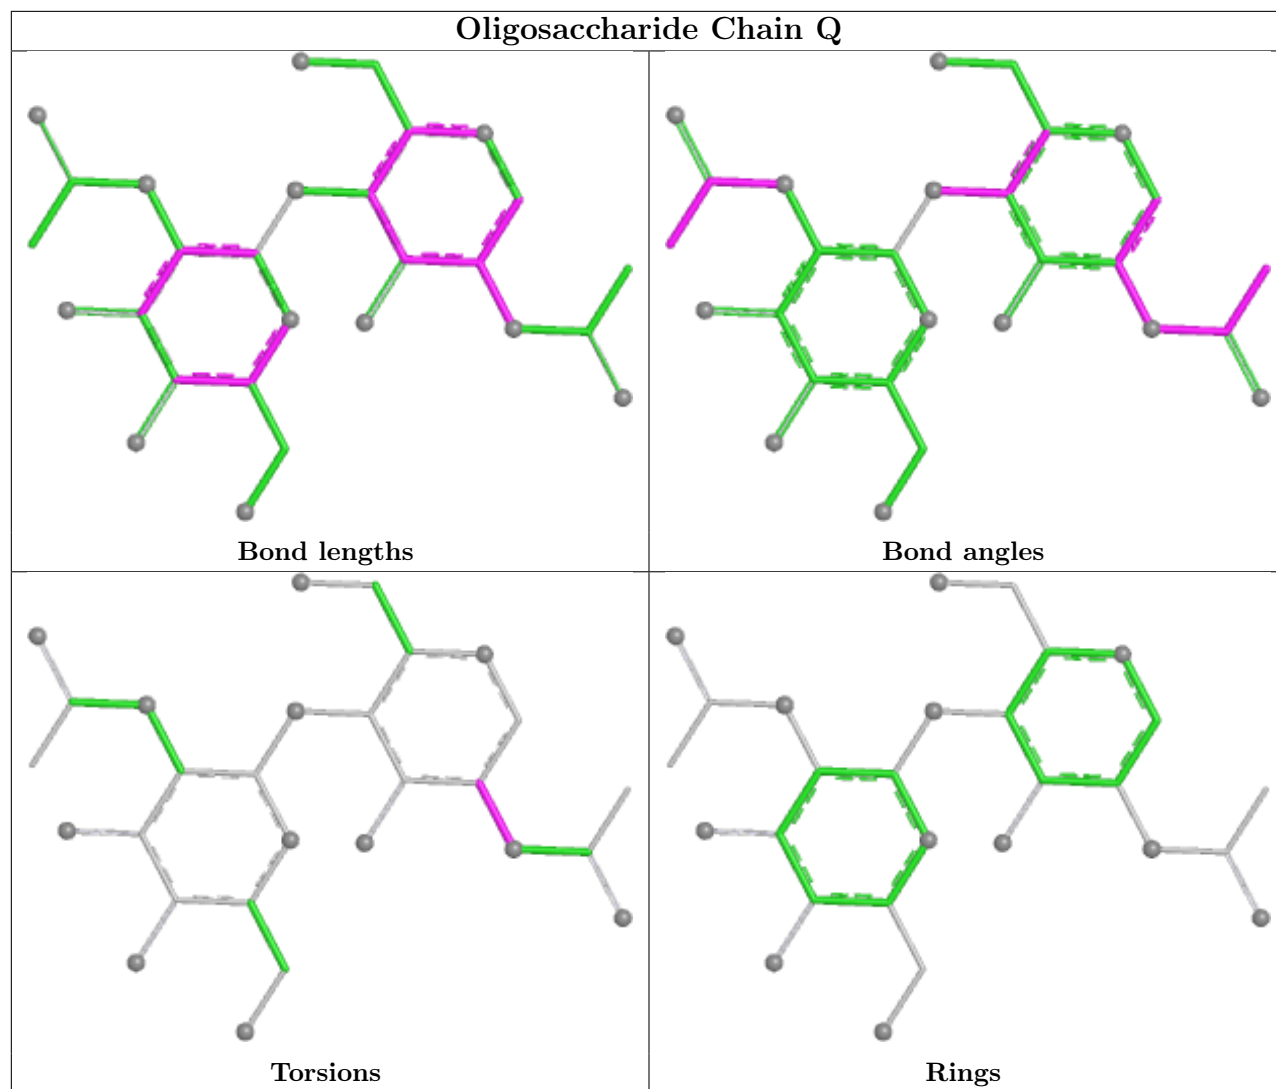 Oligosaccharide Chain Q
Bond lengths
Bond angles
Torsions
Rings